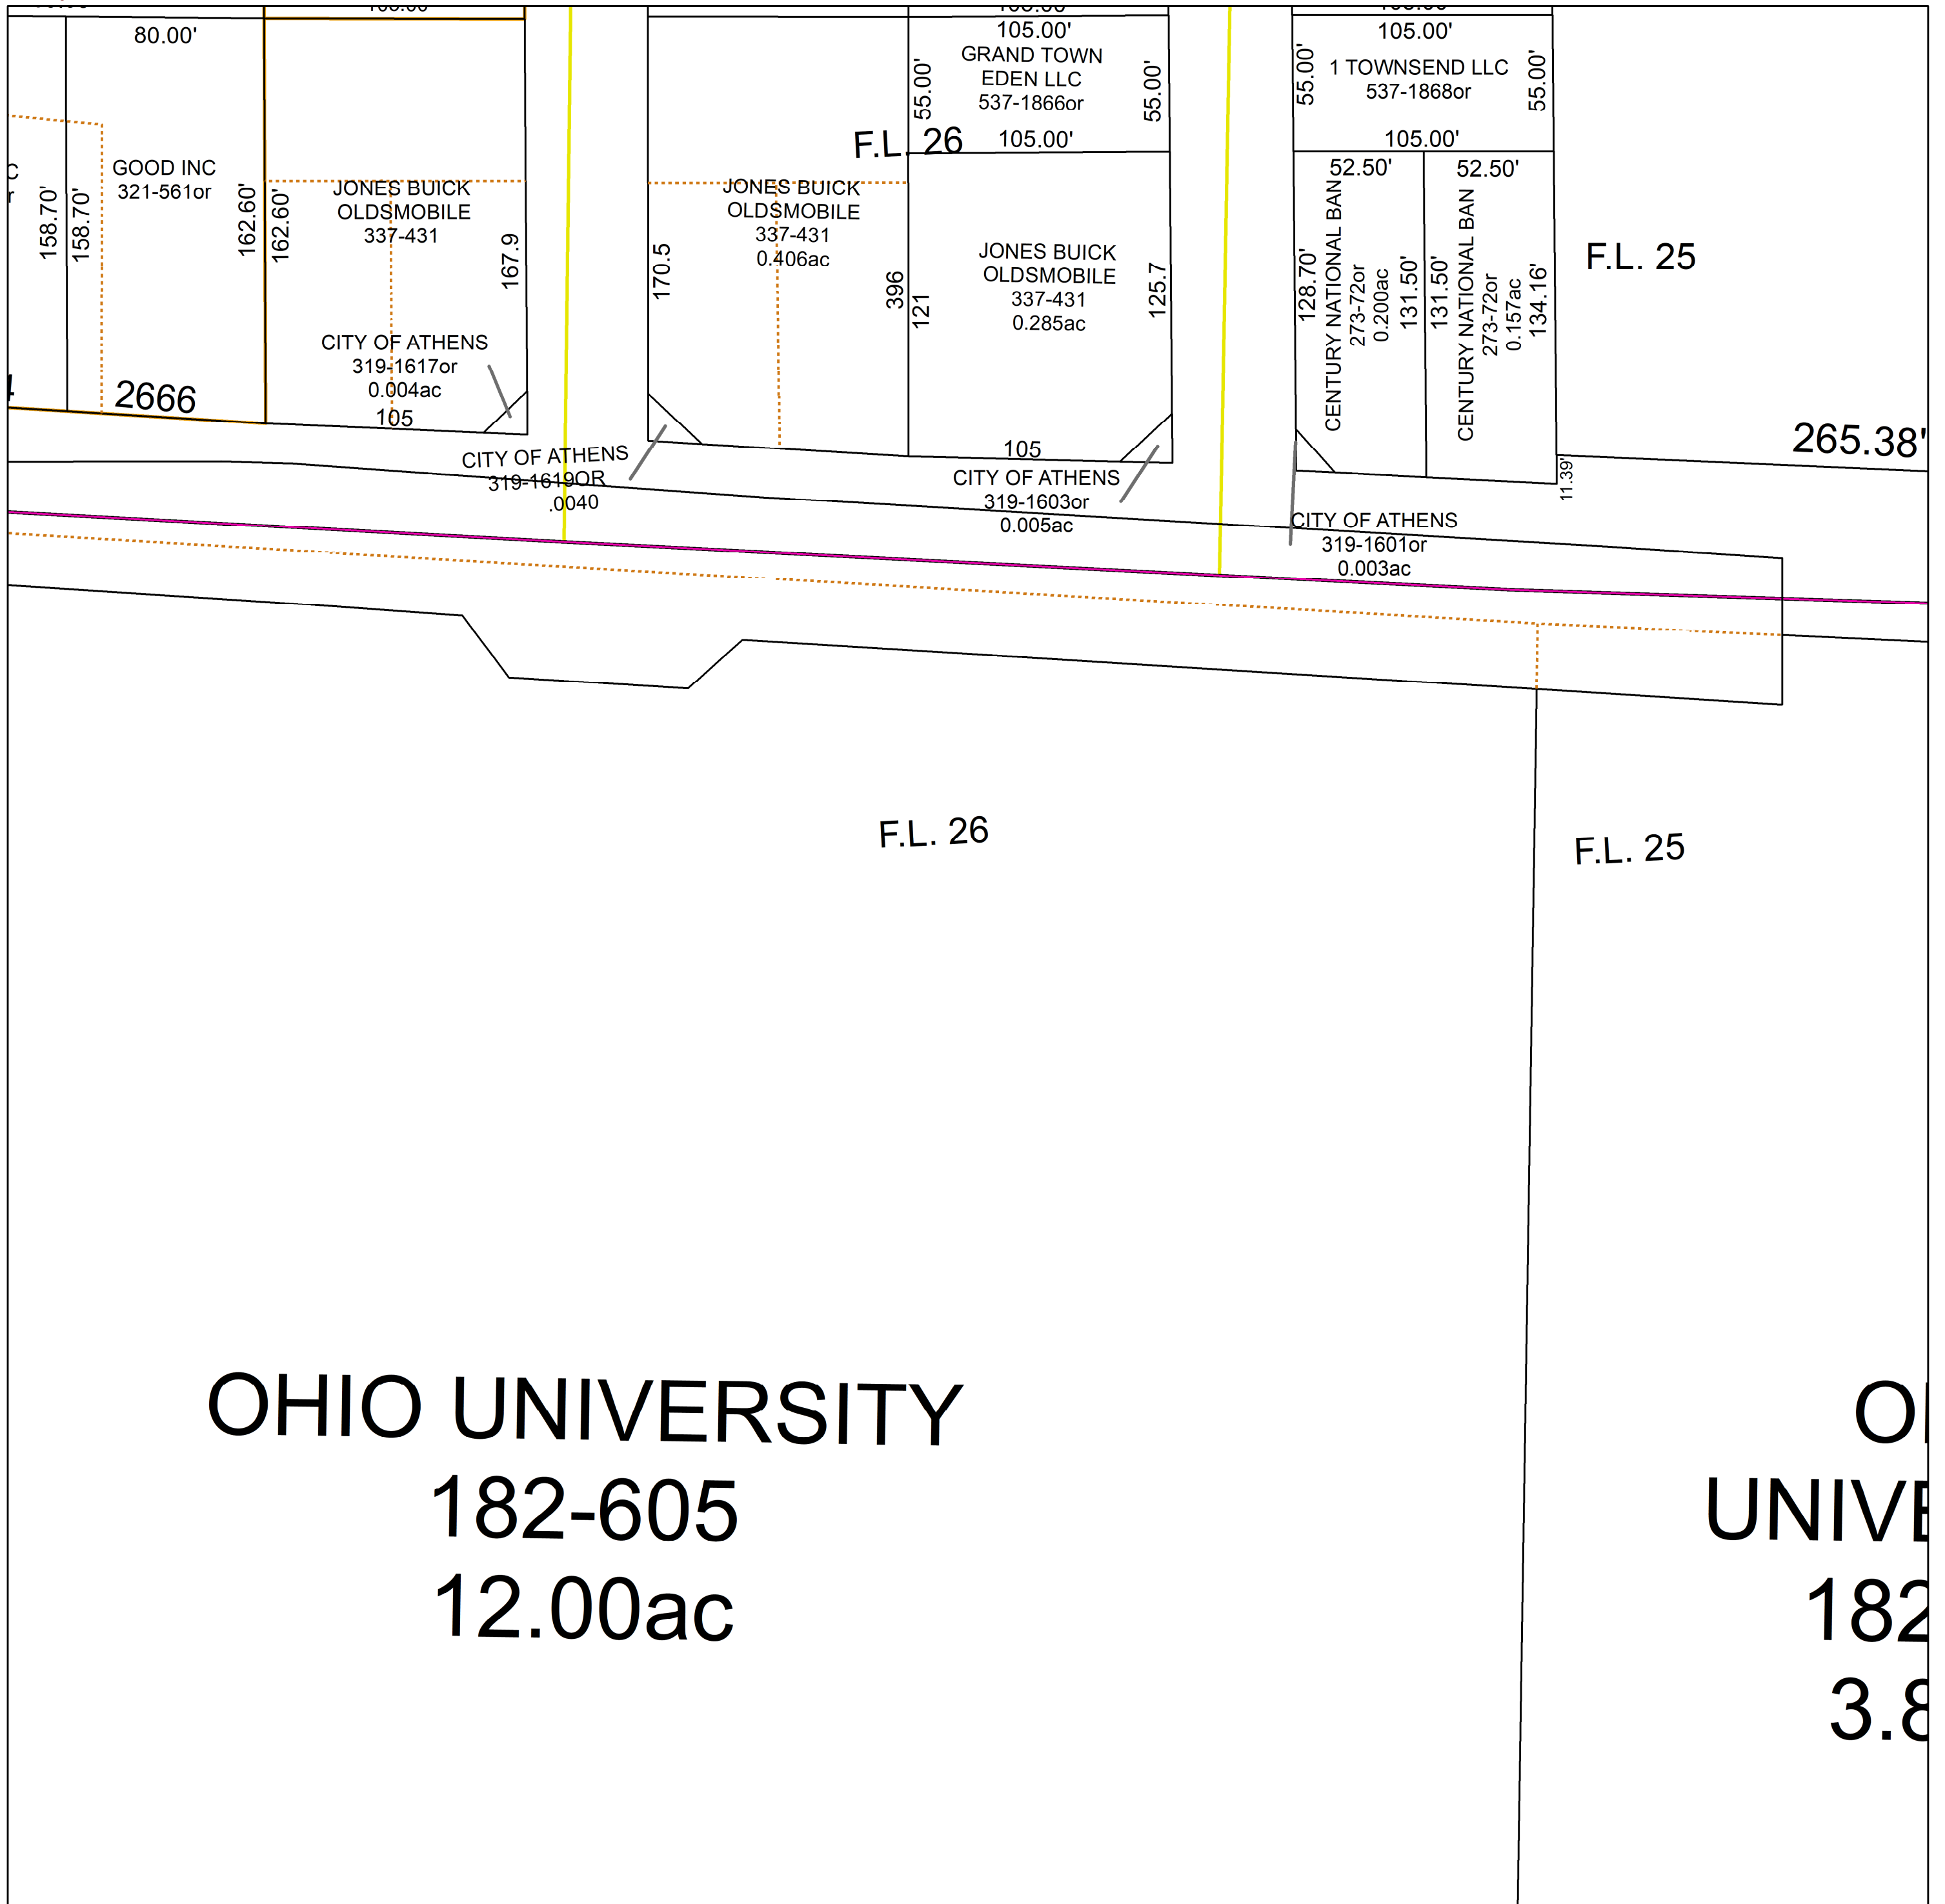 80.00'
GOOD INC
321-561or
158.70'
158.70'
162.60'
2666
162.60'
JONES BUICK
OLDSMOBILE
337-431
167.9
CITY OF ATHENS
319-1617or
0.004ac
105
170.5
JONES BUICK
OLDSMOBILE
337-431
0.406ac
396
CITY OF ATHENS
319-1619OR
.0040
F.L. 26
105.00'
GRAND TOWN
EDEN LLC
537-1866or
55.00'
55.00'
105.00'
121
JONES BUICK
OLDSMOBILE
337-431
0.285ac
125.7
105
CITY OF ATHENS
319-1603or
0.005ac
105.00'
55.00'
1 TOWNSEND LLC
537-1868or
55.00'
105.00'
52.50'
52.50'
128.70'
CENTURY NATIONAL BAN
273-72or
0.200ac
131.50'
131.50'
CENTURY NATIONAL BAN
273-72or
0.157ac
134.16'
F.L. 25
265.38'
11.39'
CITY OF ATHENS
319-1601or
0.003ac
F.L. 26
F.L. 25
OHIO UNIVERSITY
182-605
12.00ac
UNIVE
182
3.8